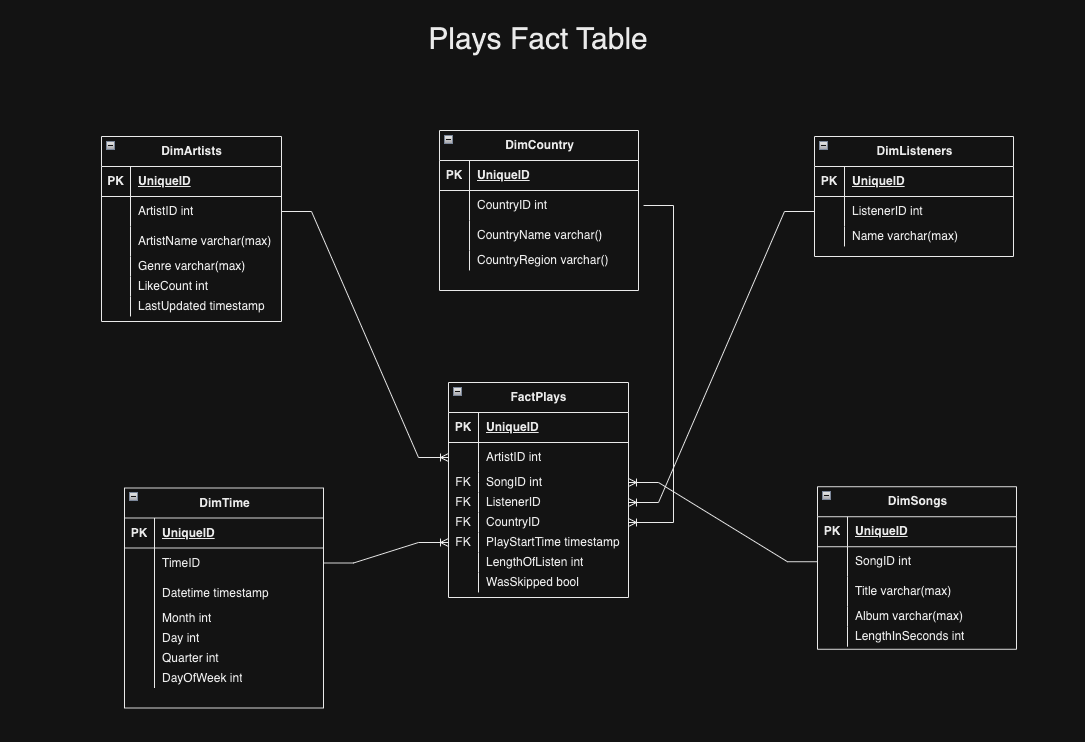 Plays Fact Table
DimArtists
PK UniqueID
ArtistID int
ArtistName varchar(max)
Genre varchar(max)
LikeCount int
LastUpdated timestamp
DimCountry
PK UniqueID
CountryID int
CountryName varchar()
CountryRegion varchar()
DimListeners
PK UniqueID
ListenerID int
Name varchar(max)
FactPlays
PK UniqueID
ArtistID int
FK SongID int
FK ListenerID
FK CountryID
FK PlayStartTime timestamp
LengthOfListen int
WasSkipped bool
DimTime
PK UniqueID
TimeID
Datetime timestamp
Month int
Day int
Quarter int
DayOfWeek int
DimSongs
PK UniqueID
SongID int
Title varchar(max)
Album varchar(max)
LengthInSeconds int